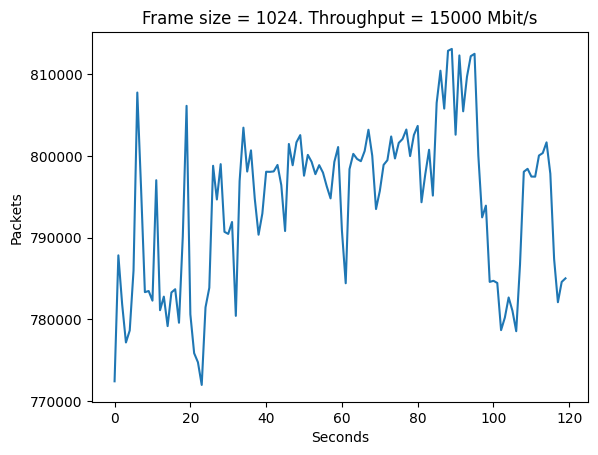 Frame size = 1024. Throughput = 15000 Mbit/s
810000
800000
790000
780000
770000
Packets
0 20 40 60 80 100 120
Seconds